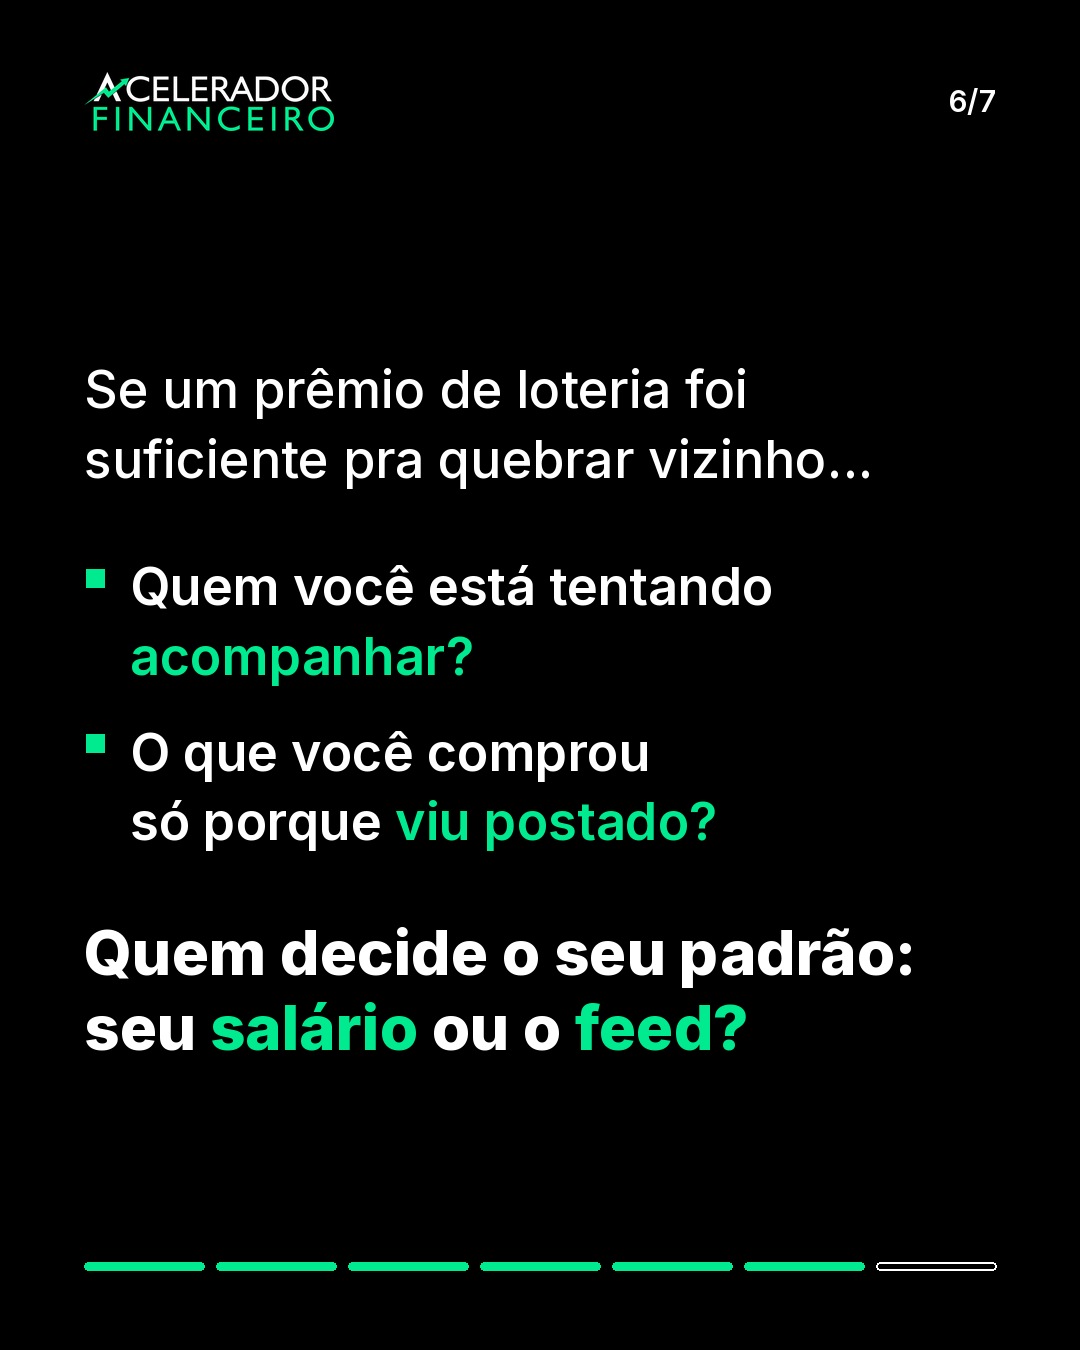 ACELERADOR
FINANCEIRO
6/7
Se um prêmio de loteria foi
suficiente pra quebrar vizinho...
Quem você está tentando
acompanhar?
O que você comprou
só porque viu postado?
Quem decide o seu padrão:
seu salário ou o feed?